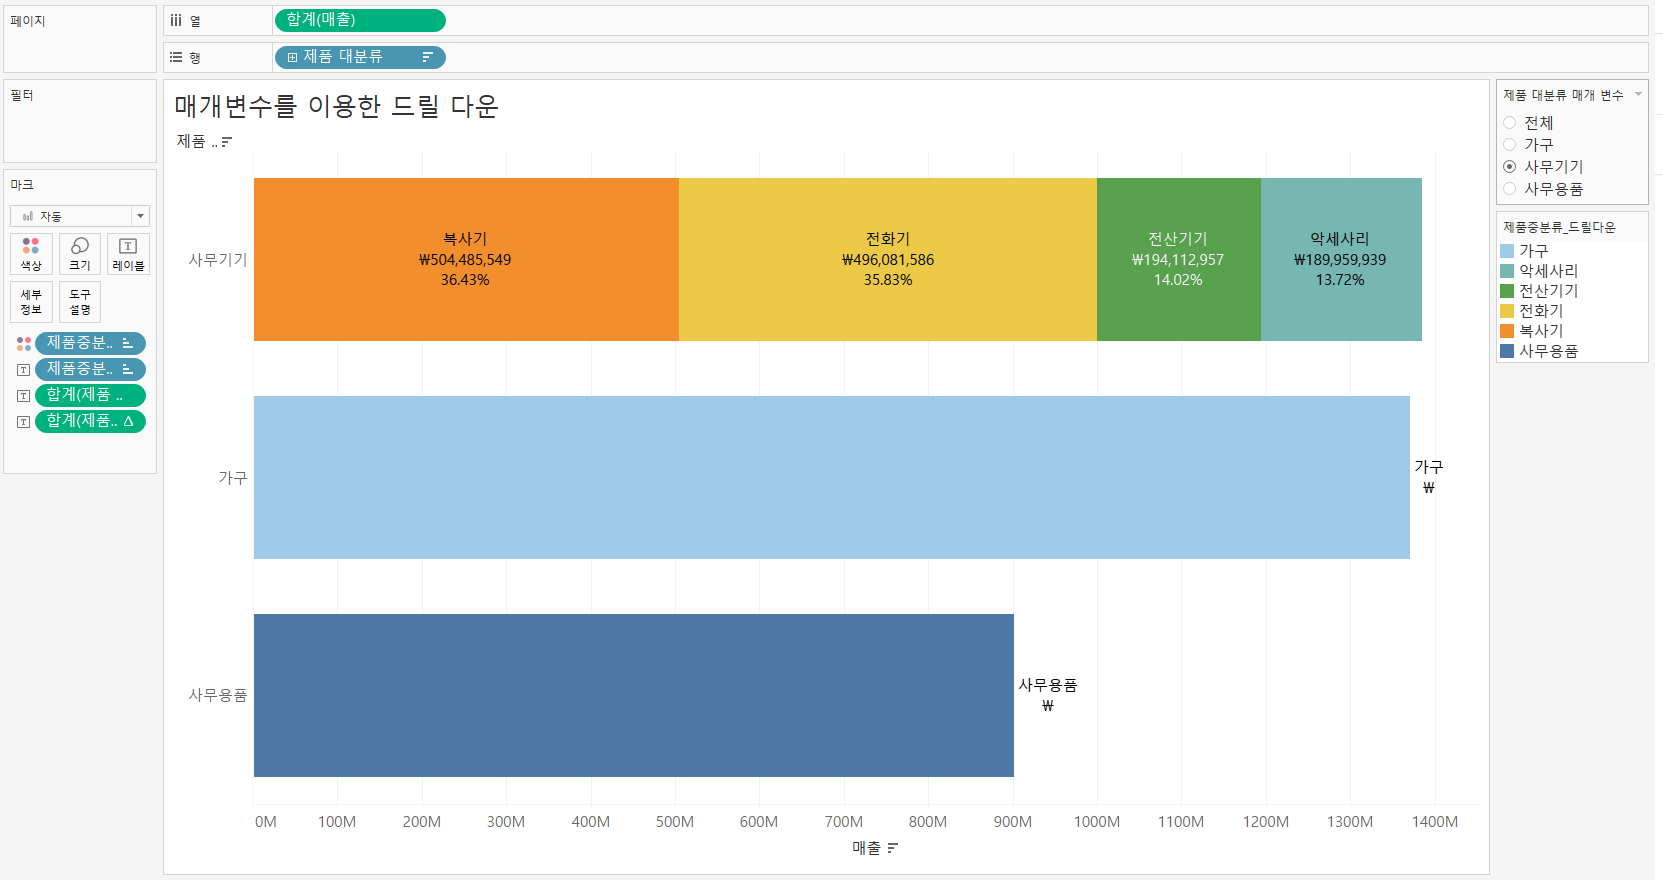 페이지
열
합계(매출)
행
제품 대분류
필터
마크
자동
색상
크기
레이블
세부
정보
도구
설명
제품중분..
제품중분..
합계(제품 ..
합계(제품.. Δ
매개변수를 이용한 드릴 다운
제품 ..
사무기기
복사기
₩504,485,549
36.43%
전화기
₩496,081,586
35.83%
전산기기
₩194,112,957
14.02%
악세사리
₩189,959,939
13.72%
가구
가구
₩
사무용품
사무용품
₩
0M 100M 200M 300M 400M 500M 600M 700M 800M 900M 1000M 1100M 1200M 1300M 1400M
매출
제품 대분류 매개 변수
전체
가구
사무기기
사무용품
제품중분류_드릴다운
가구
악세사리
전산기기
전화기
복사기
사무용품